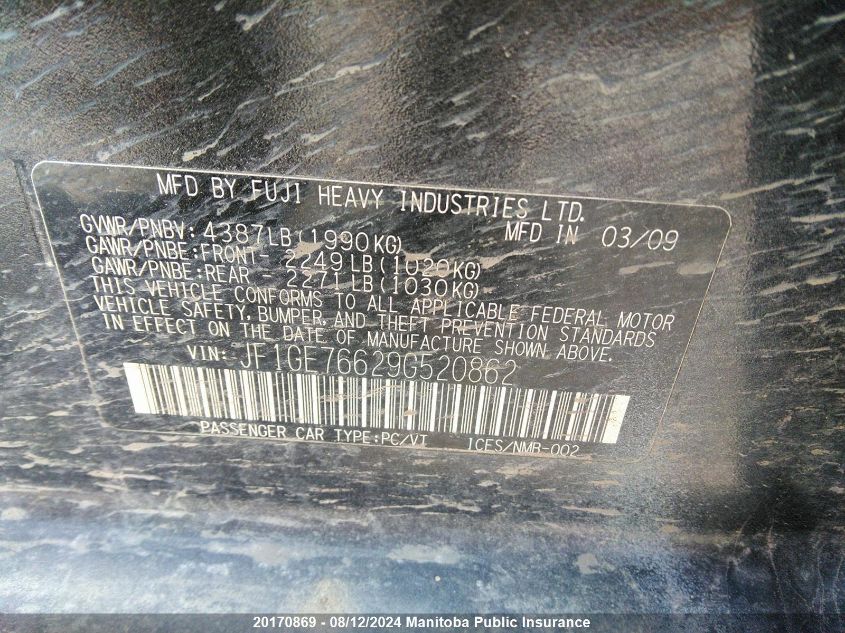 MFD BY FUJI HEAVY INDUSTRIES LTD.
GVWR/PNBV: 4387LB(1990KG) MFD IN 03/09
GAWR/PNBE:FRONT- 2249LB(1020KG)
GAWR/PNBE:REAR - 2271LB(1030KG)
THIS VEHICLE CONFORMS TO ALL APPLICABLE FEDERAL MOTOR
VEHICLE SAFETY, BUMPER, AND THEFT PREVENTION STANDARDS
IN EFFECT ON THE DATE OF MANUFACTURE SHOWN ABOVE.
VIN: JF1GE76629G520862
PASSENGER CAR TYPE:PC/VT ICES/NMB-002
20170869 - 08/12/2024 Manitoba Public Insurance